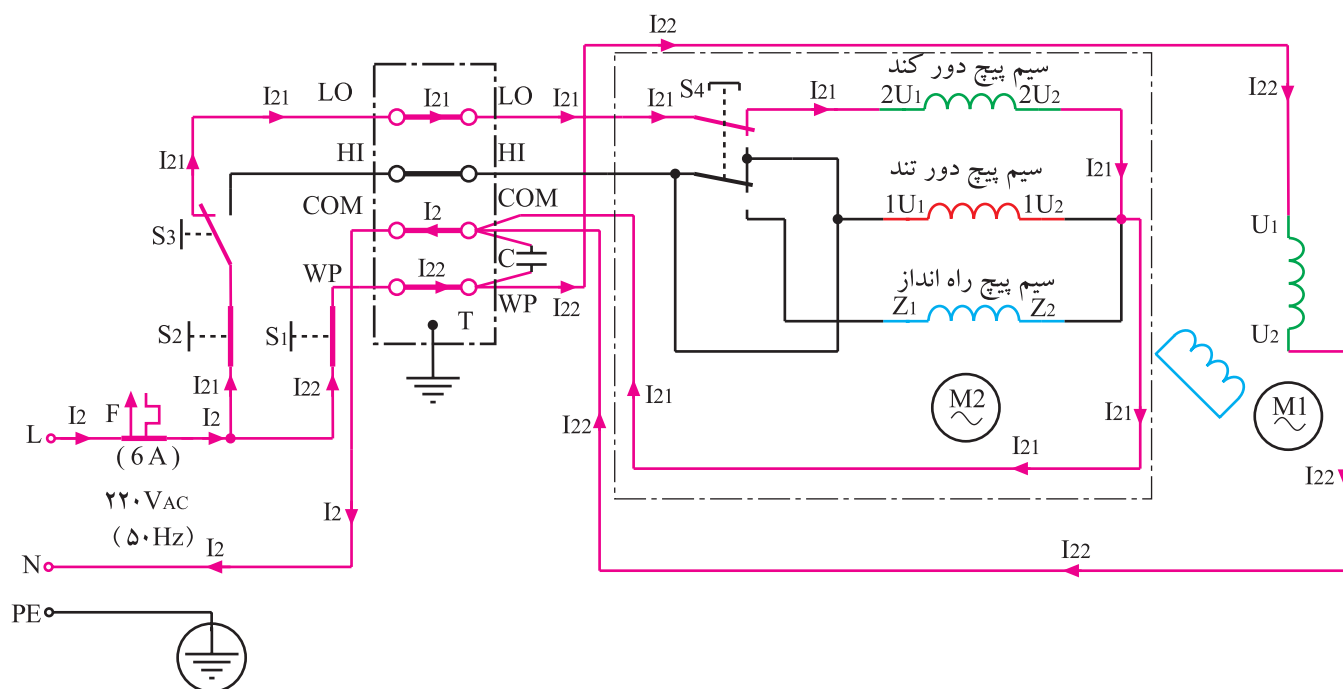 I22
سیم پیچ دور کند
S4
I21
LO
I21
LO
I21
I21
I21
2U1
2U2
I22
I21
HI
HI
سیم پیچ دور تند
I21
COM
I2
COM
1U1
1U2
S3
U1
WP
I22
C
WP
I22
سیم پیچ راه انداز
Z1
Z2
T
S2
S1
U2
I21
I22
I21
M2
M1
I22
I21
L
I2
F
I2
(6A)
I21
I22
۲۲۰VAC
(۵۰Hz)
I2
I2
I22
N
PE